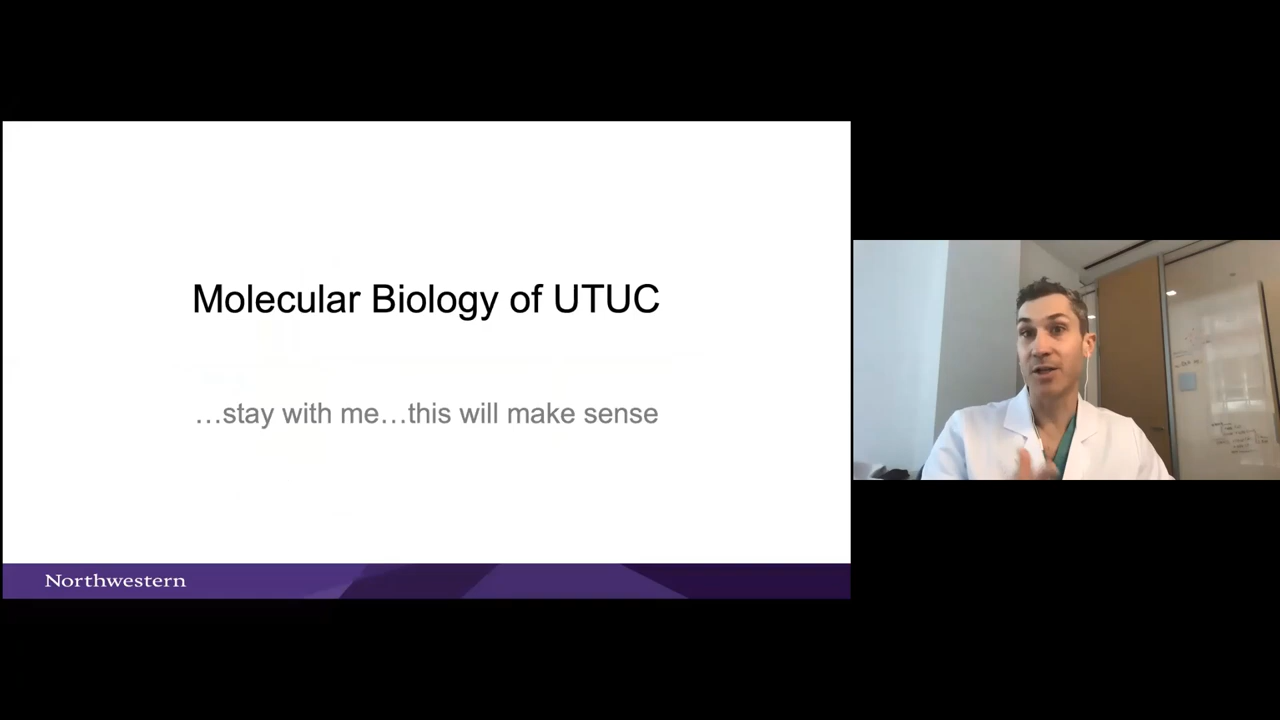 Molecular Biology of UTUC
…stay with me…this will make sense
Northwestern